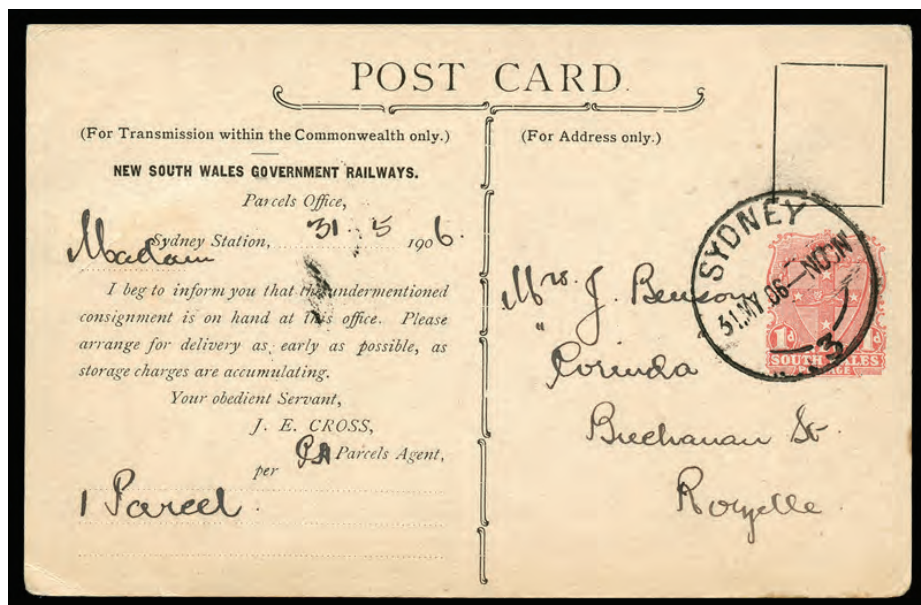 POST CARD.
(For Transmission within the Commonwealth only.)
NEW SOUTH WALES GOVERNMENT RAILWAYS.
Parcels Office,
Sydney Station, 31 5 1906.
Madam
I beg to inform you that the undermentioned
consignment is on hand at this office. Please
arrange for delivery as early as possible, as
storage charges are accumulating.
Your obedient Servant,
J. E. CROSS,
per Parcels Agent,
1 Parcel.
(For Address only.)
Mrs. J. Benson
"
Corinda
Buchanan St.
Rozelle
SYDNEY
31.MY.06—NOON
3
1d d
SOUTH WALES